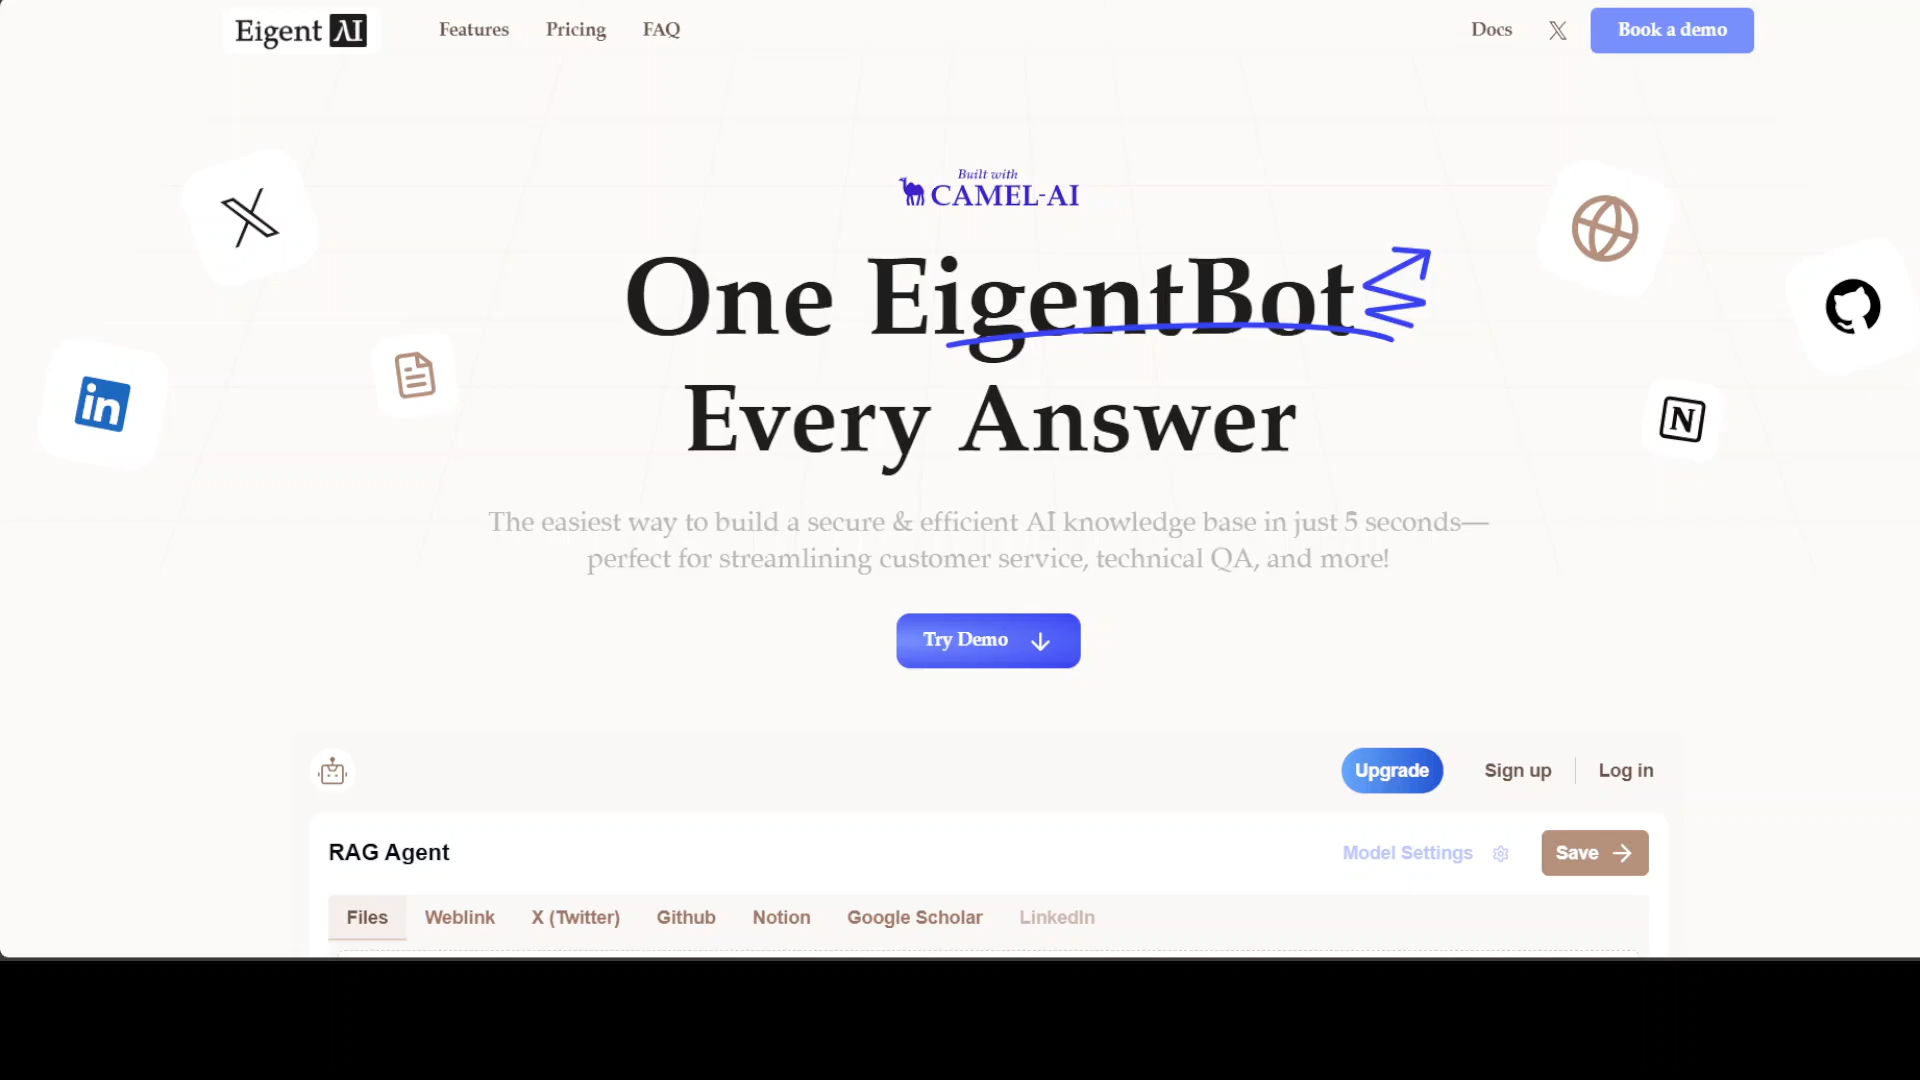 Eigent AI
Features Pricing FAQ
Docs
Book a demo
Built with
CAMEL-AI
One EigentBot
Every Answer
The easiest way to build a secure & efficient AI knowledge base in just 5 seconds—
perfect for streamlining customer service, technical QA, and more!
Try Demo
Upgrade Sign up Log in
RAG Agent
Model Settings Save
Files Weblink X (Twitter) Github Notion Google Scholar LinkedIn